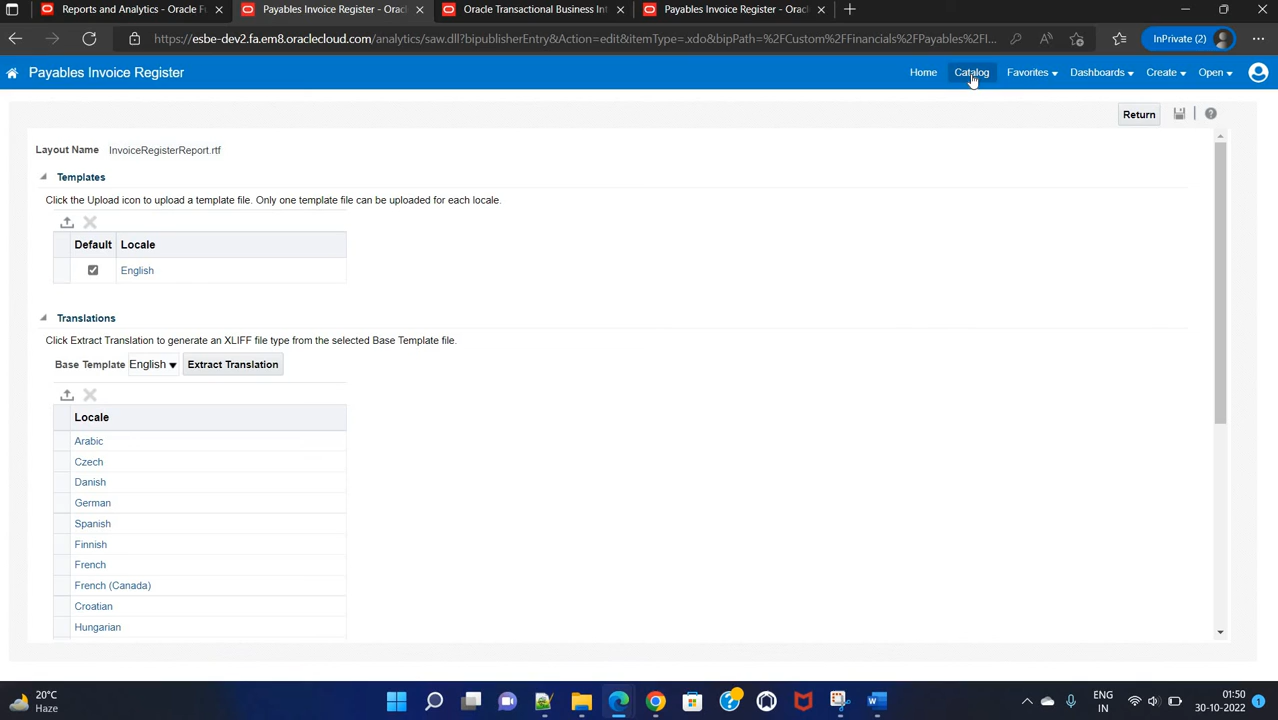 Reports and Analytics - Oracle Fu
Payables Invoice Register - Oracl
Oracle Transactional Business Int
Payables Invoice Register - Oracl
https://esbe-dev2.fa.em8.oraclecloud.com/analytics/saw.dll?bipublisherEntry&Action=edit&itemType=.xdo&bipPath=%2FCustom%2FFinancials%2FPayables%2FI...
InPrivate (2)
Payables Invoice Register
Home
Catalog
Favorites
Dashboards
Create
Open
Return
Layout Name InvoiceRegisterReport.rtf
Templates
Click the Upload icon to upload a template file. Only one template file can be uploaded for each locale.
Default Locale
English
Translations
Click Extract Translation to generate an XLIFF file type from the selected Base Template file.
Base Template English Extract Translation
Locale
Arabic
Czech
Danish
German
Spanish
Finnish
French
French (Canada)
Croatian
Hungarian
20°C
Haze
ENG
IN
01:50
30-10-2022
1